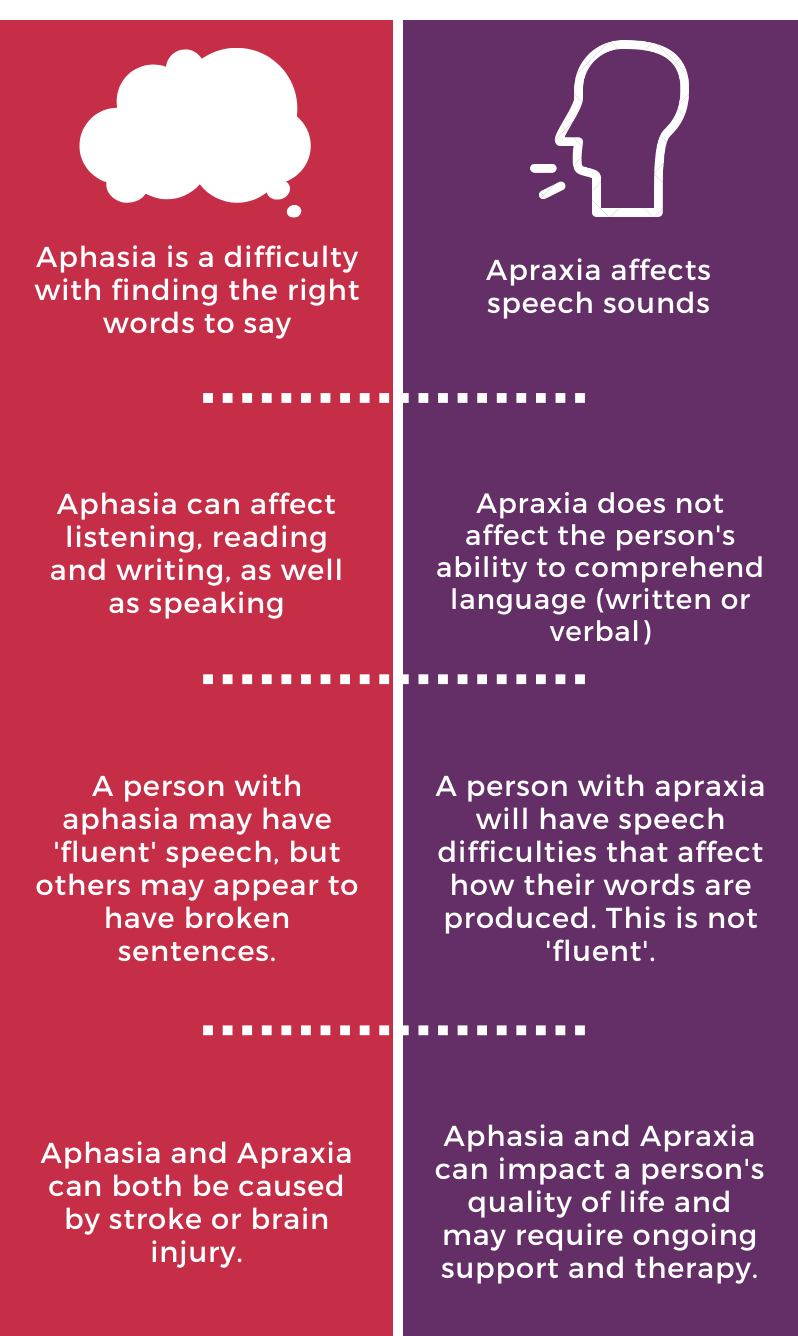 Aphasia is a difficulty
with finding the right
words to say
Apraxia affects
speech sounds
Aphasia can affect
listening, reading
and writing, as well
as speaking
Apraxia does not
affect the person's
ability to comprehend
language (written or
verbal)
A person with
aphasia may have
'fluent' speech, but
others may appear to
have broken
sentences.
A person with apraxia
will have speech
difficulties that affect
how their words are
produced. This is not
'fluent'.
Aphasia and Apraxia
can both be caused
by stroke or brain
injury.
Aphasia and Apraxia
can impact a person's
quality of life and
may require ongoing
support and therapy.